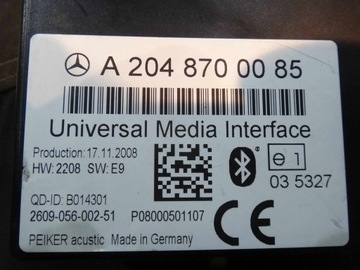 A 204 870 00 85
Universal Media Interface
Production: 17.11.2008
HW: 2208 SW: E9
e 1
03 5327
QD-ID: B014301
2609-056-002-51 P08000501107
PEIKER acustic Made in Germany
CE